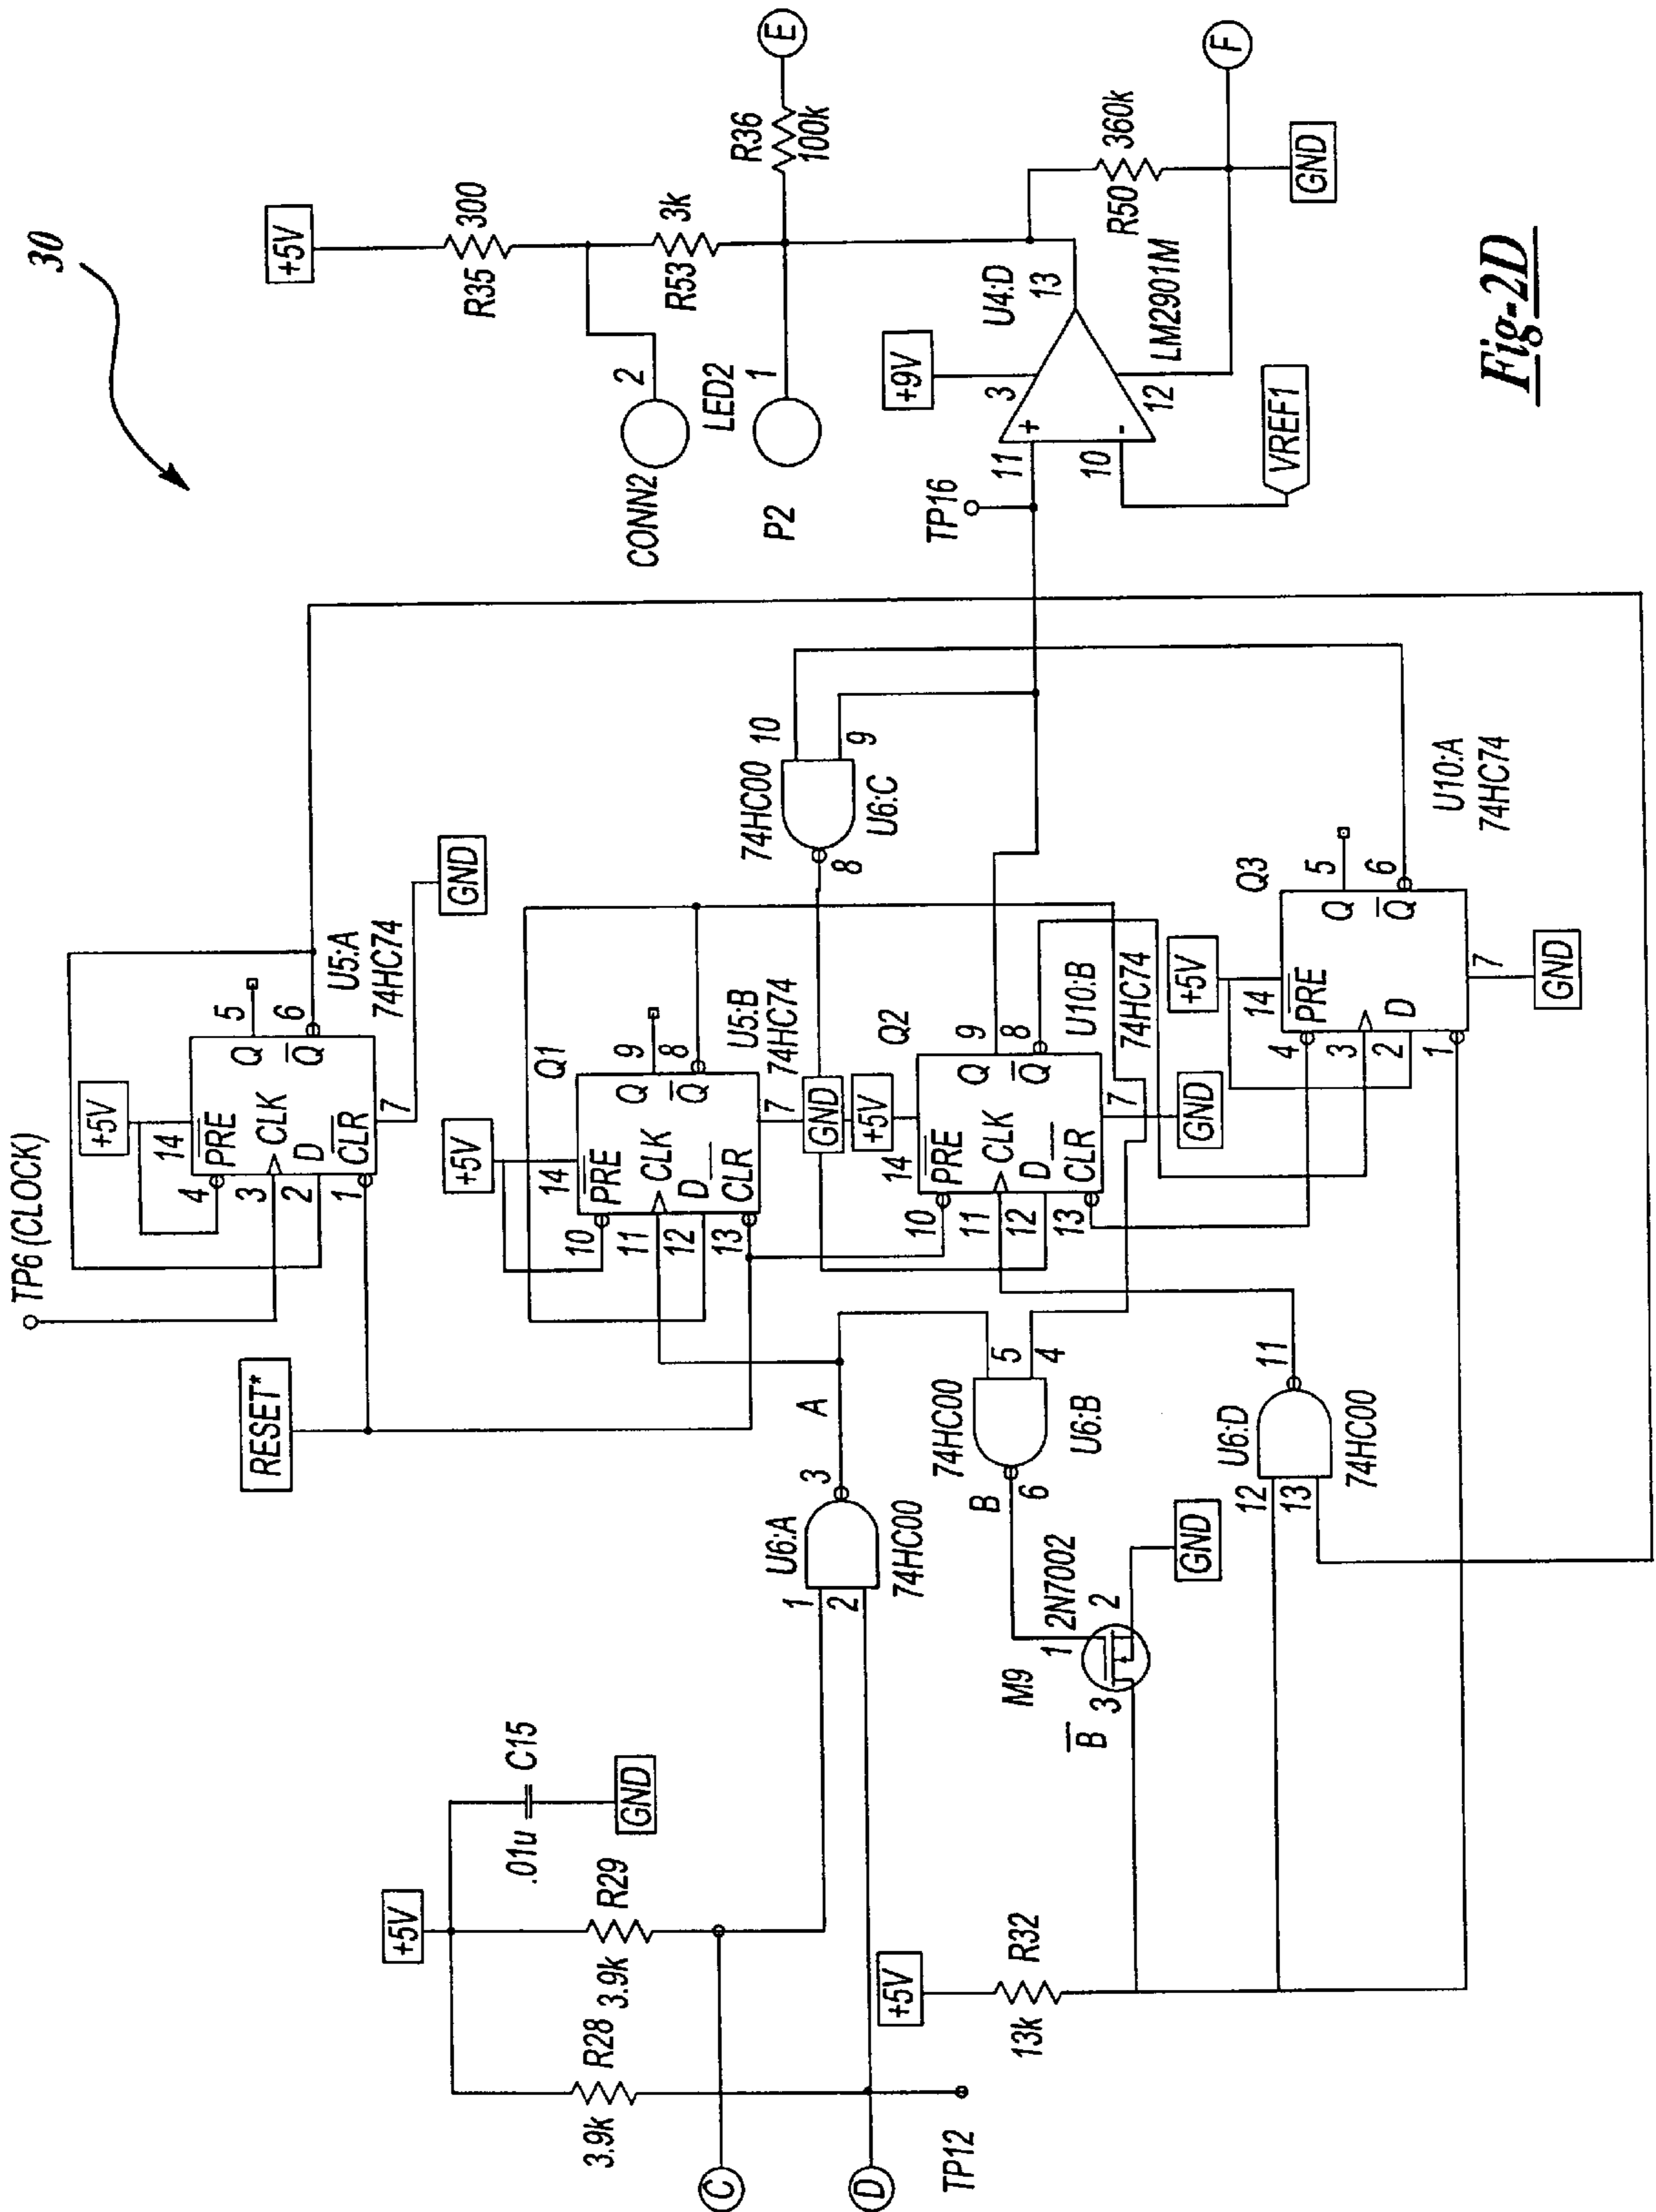 30
TP6 (CLOCK)
RESET*
+5V
14
PRE
4
CLK
3
D
2
CLR
1
Q
5
Q
6
7
U5:A
74HC74
GND
+5V
300
R35
3k
R53
CONN2
2
LED2
1
P2
R36
100k
E
+5V
14
Q1
PRE
10
CLK
11
D
12
CLR
13
Q
9
Q
8
7
U5:B
74HC74
GND
+5V
R28
3.9k
R29
3.9k
.01u
C15
GND
C
D
TP12
1
2
U6:A
74HC00
3
A
74HC00
10
9
8
U6:C
Q2
+5V
14
PRE
10
CLK
11
D
12
CLR
13
Q
9
Q
8
7
U10:B
74HC74
GND
5
4
74HC00
U6:B
6
B
2N7002
1
2
3
M9
B
GND
+5V
R32
13k
U6:D
74HC00
12
13
11
Q3
+5V
14
PRE
4
3
D
2
1
Q
5
Q
6
7
U10:A
74HC74
GND
TP16
11
10
+
-
+9V
3
12
U4:D
13
LM2901M
VREF1
R50
360k
F
GND
Fig-2D